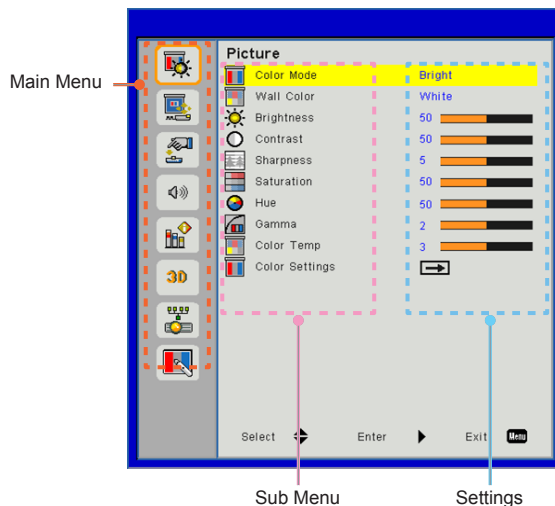 Picture
Main Menu
Color Mode Bright
Wall Color White
Brightness 50
Contrast 50
Sharpness 5
Saturation 50
Hue 50
Gamma 2
Color Temp 3
Color Settings
3D
Select Enter Exit Menu
Sub Menu Settings